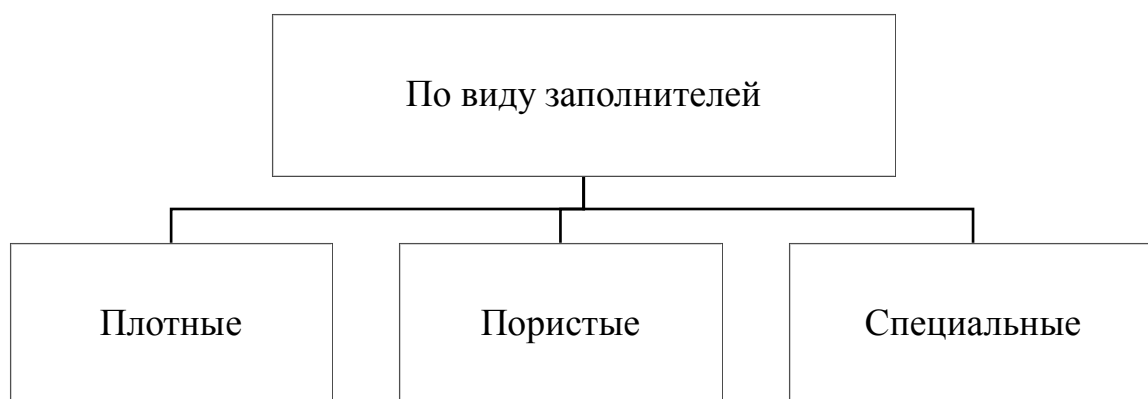 По виду заполнителей
Плотные
Пористые
Специальные